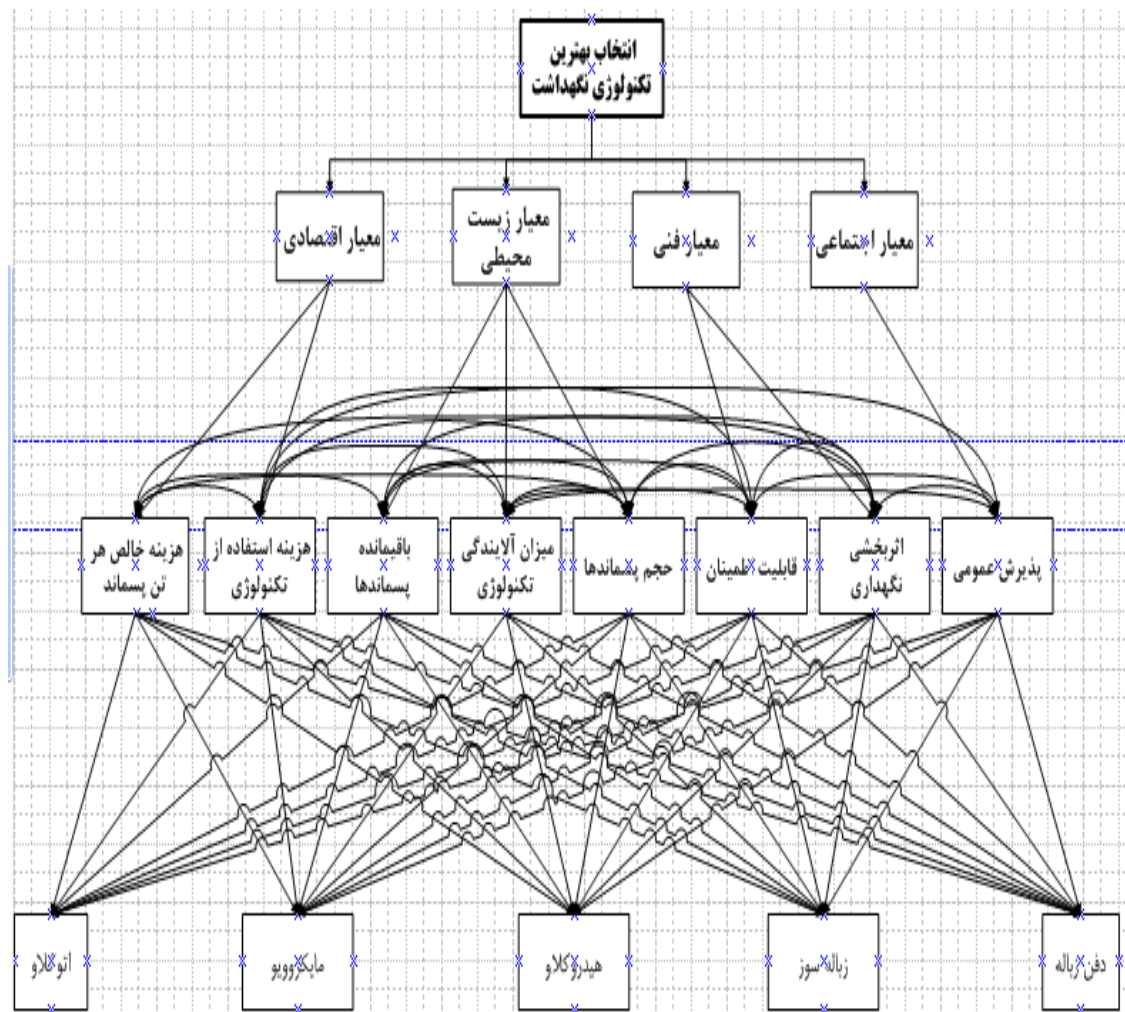 انتخاب بهترین
تکنولوژی نگهداشت
معیار اجتماعی
معیار فنی
معیار زیست
محیطی
معیار اقتصادی
پذیرش عمومی
اثربخشی
نگهداری
قابلیت اطمینان
حجم پسماندها
میزان آلایندگی
تکنولوژی
باقیمانده
پسماندها
هزینه استفاده از
تکنولوژی
هزینه خالص هر
تن پسماند
دفن زباله
زباله سوز
هیدروکلاو
مایکروویو
اتوکلاو